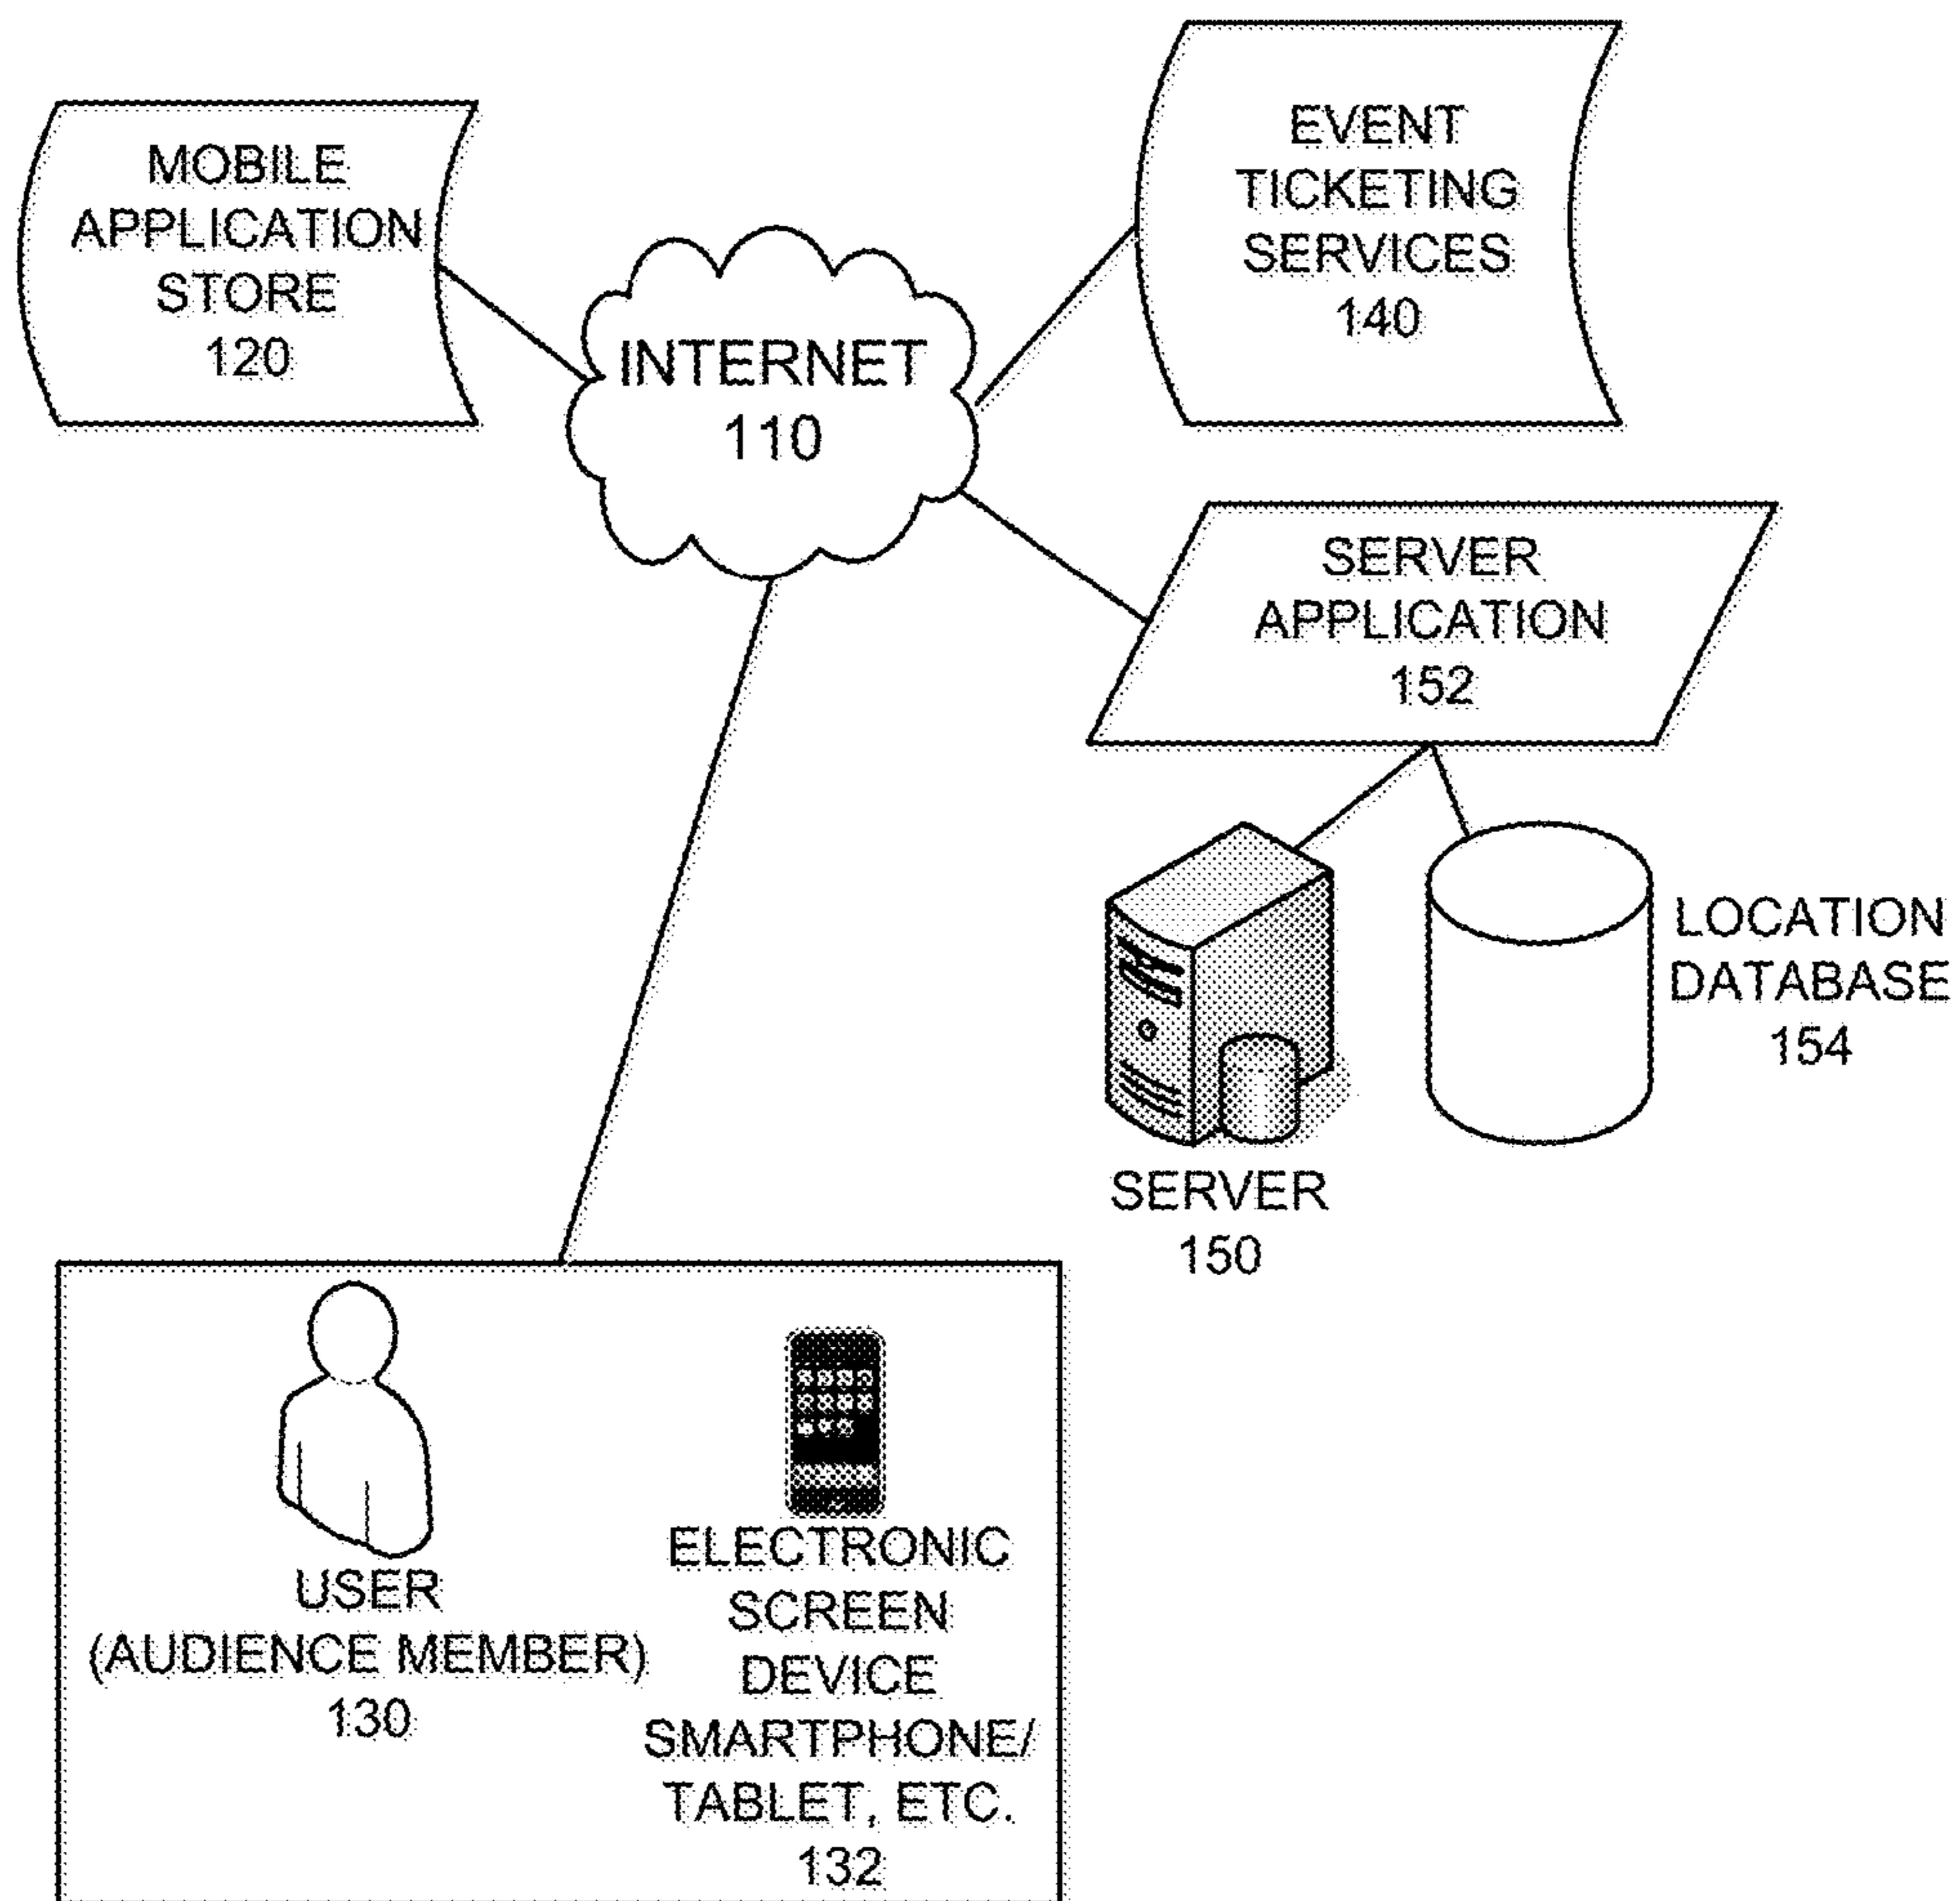 MOBILE
APPLICATION
STORE
120
INTERNET
110
EVENT
TICKETING
SERVICES
140
SERVER
APPLICATION
152
LOCATION
DATABASE
154
SERVER
150
USER
(AUDIENCE MEMBER)
130
ELECTRONIC
SCREEN
DEVICE
SMARTPHONE/
TABLET, ETC.
132